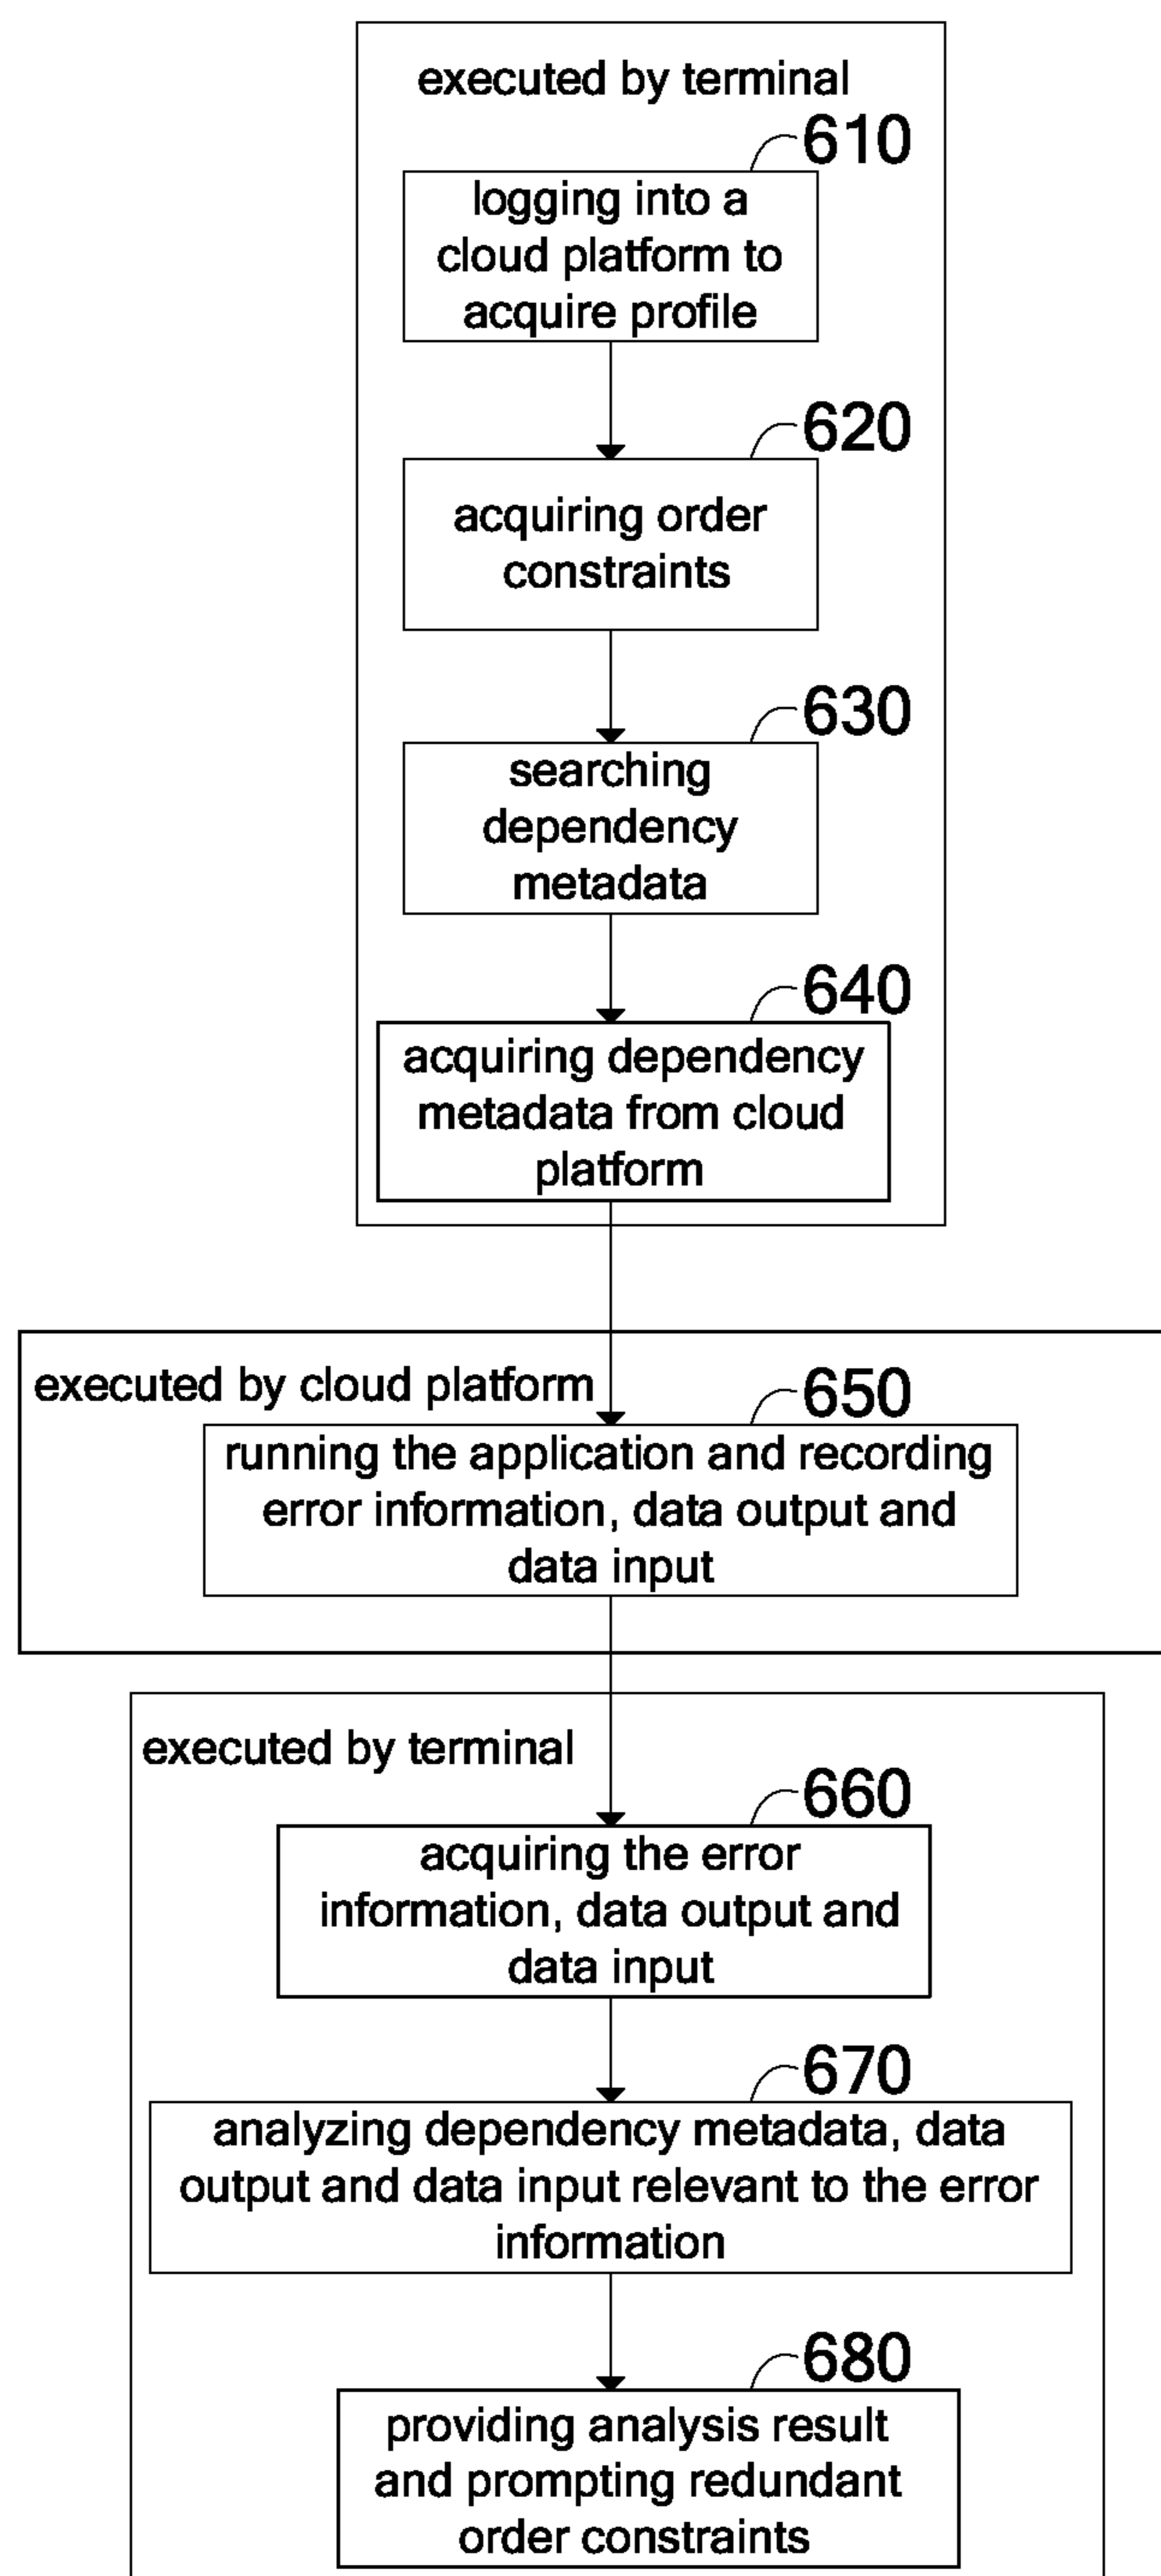 executed by terminal
610
logging into a
cloud platform to
acquire profile
620
acquiring order
constraints
630
searching
dependency
metadata
640
acquiring dependency
metadata from cloud
platform
executed by cloud platform
650
running the application and recording
error information, data output and
data input
executed by terminal
660
acquiring the error
information, data output and
data input
670
analyzing dependency metadata, data
output and data input relevant to the error
information
680
providing analysis result
and prompting redundant
order constraints